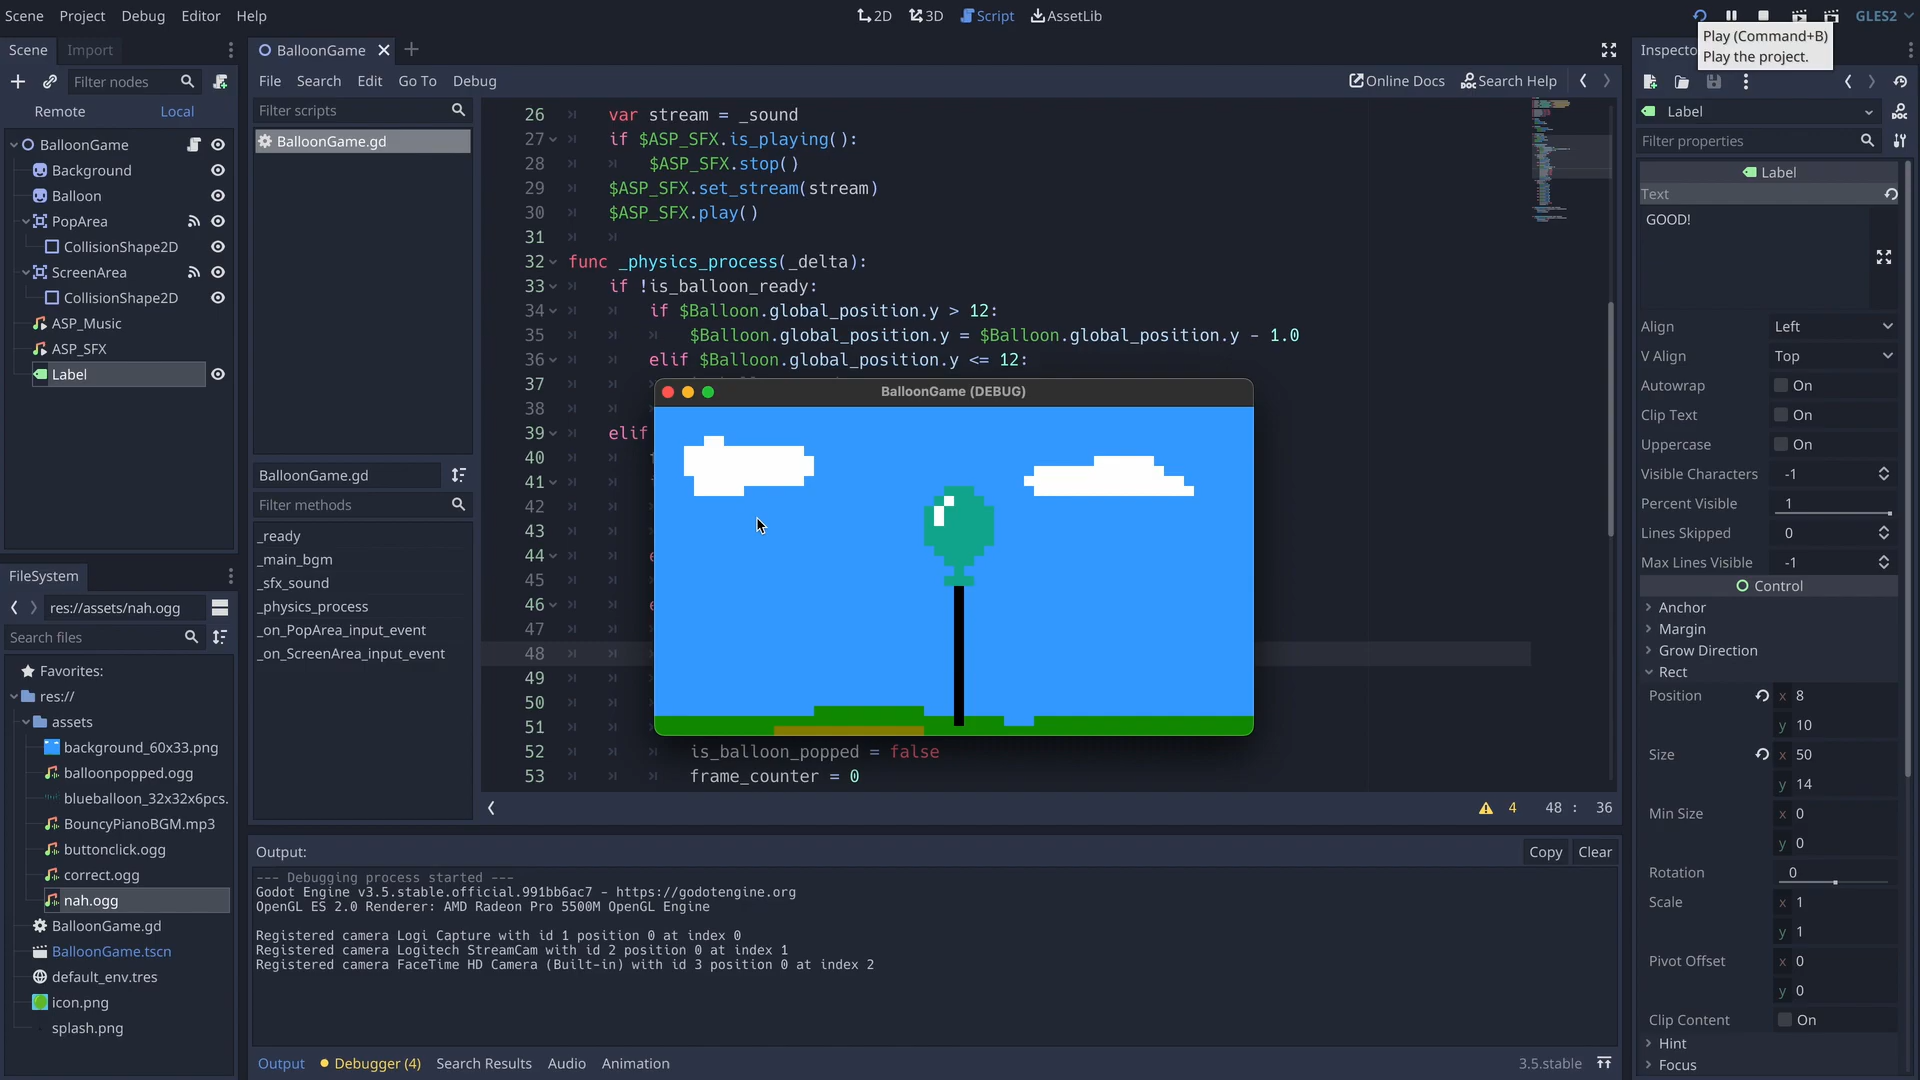 Scene Project Debug Editor Help
2D 3D Script AssetLib
GLES2
Play (Command+B)
Play the project.
Scene Import
Filter nodes
Remote Local
BalloonGame
Background
Balloon
PopArea
CollisionShape2D
ScreenArea
CollisionShape2D
ASP_Music
ASP_SFX
Label
FileSystem
res://assets/nah.ogg
Search files
Favorites:
res://
assets
background_60x33.png
balloonpopped.ogg
blueballoon_32x32x6pcs.
BouncyPianoBGM.mp3
buttonclick.ogg
correct.ogg
nah.ogg
BalloonGame.gd
BalloonGame.tscn
default_env.tres
icon.png
splash.png
BalloonGame
File Search Edit Go To Debug
Online Docs Search Help
Filter scripts
BalloonGame.gd
BalloonGame.gd
Filter methods
_ready
_main_bgm
_sfx_sound
_physics_process
_on_PopArea_input_event
_on_ScreenArea_input_event
26 var stream = _sound
27 if $ASP_SFX.is_playing():
28 $ASP_SFX.stop()
29 $ASP_SFX.set_stream(stream)
30 $ASP_SFX.play()
31
32 func _physics_process(_delta):
33 if !is_balloon_ready:
34 if $Balloon.global_position.y > 12:
35 $Balloon.global_position.y = $Balloon.global_position.y - 1.0
36 elif $Balloon.global_position.y <= 12:
37
38
39 elif
40
41
42
43
44
45
46
47
48
49
50
51
52 is_balloon_popped = false
53 frame_counter = 0
BalloonGame (DEBUG)
4 48 : 36
Output:
Copy Clear
--- Debugging process started ---
Godot Engine v3.5.stable.official.991bb6ac7 - https://godotengine.org
OpenGL ES 2.0 Renderer: AMD Radeon Pro 5500M OpenGL Engine
Registered camera Logi Capture with id 1 position 0 at index 0
Registered camera Logitech StreamCam with id 2 position 0 at index 1
Registered camera FaceTime HD Camera (Built-in) with id 3 position 0 at index 2
Output Debugger (4) Search Results Audio Animation
3.5.stable
Label
Filter properties
Label
Text
GOOD!
Align Left
V Align Top
Autowrap On
Clip Text On
Uppercase On
Visible Characters -1
Percent Visible 1
Lines Skipped 0
Max Lines Visible -1
Control
Anchor
Margin
Grow Direction
Rect
Position x 8
y 10
Size x 50
y 14
Min Size x 0
y 0
Rotation 0
Scale x 1
y 1
Pivot Offset x 0
y 0
Clip Content On
Hint
Focus